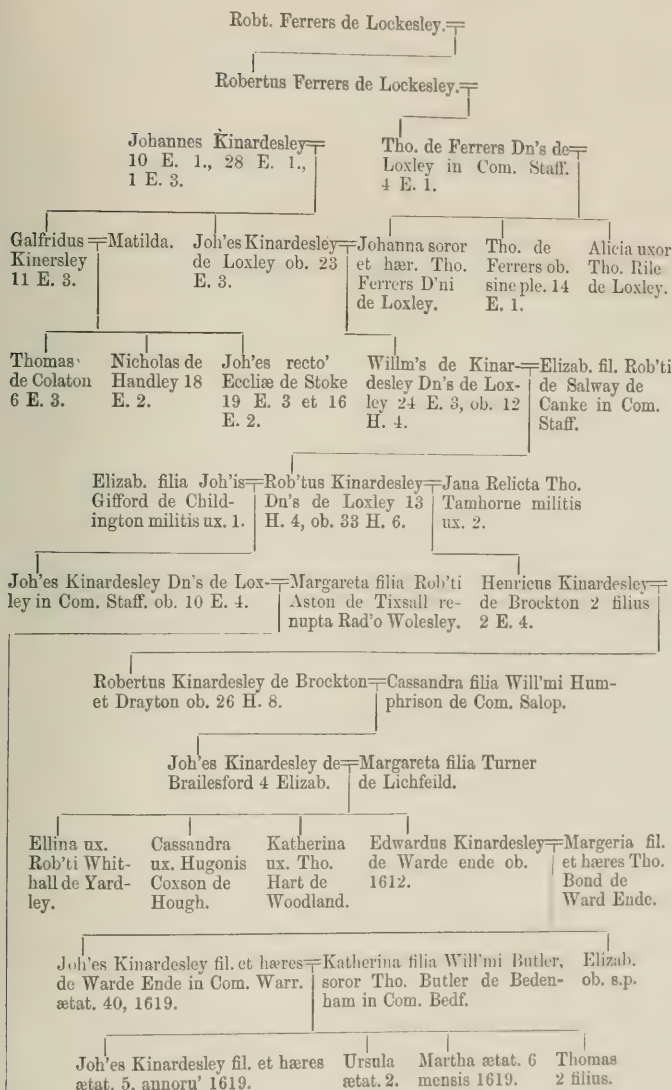 Robt. Ferrers de Lockesley.
Robertus Ferrers de Lockesley.
Johannes Kinardesley
10 E. 1., 28 E. 1.,
1 E. 3.
Tho. de Ferrers Dn's de
Loxley in Com. Staff.
4 E. 1.
Galfridus
Kinersley
11 E. 3.
Matilda.
Joh'es Kinardesley
de Loxley ob. 23
E. 3.
Johanna soror
et hær. Tho.
Ferrers D'ni
de Loxley.
Tho. de
Ferrers ob.
sine ple. 14
E. 1.
Alicia uxor
Tho. Rile
de Loxley.
Thomas
de Colaton
6 E. 3.
Nicholas de
Handley 18
E. 2.
Joh'es recto'
Eccliæ de Stoke
19 E. 3 et 16
E. 2.
Willm's de Kinar-
desley Dn's de Lox-
ley 24 E. 3, ob. 12
H. 4.
Elizab. fil. Rob'ti
de Salway de
Canke in Com.
Staff.
Elizab. filia Joh'is
Gifford de Child-
ington militis ux. 1.
Rob'tus Kinardesley
Dn's de Loxley 13
H. 4, ob. 33 H. 6.
Jana Relicta Tho.
Tamhorne militis
ux. 2.
Joh'es Kinardesley Dn's de Lox-
ley in Com. Staff. ob. 10 E. 4.
Margareta filia Rob'ti
Aston de Tixsall re-
nupta Rad'o Wolesley.
Henricus Kinardesley
de Brockton 2 filius
2 E. 4.
Robertus Kinardesley de Brockton
et Drayton ob. 26 H. 8.
Cassandra filia Will'mi Hum-
phrison de Com. Salop.
Joh'es Kinardesley de
Brailesford 4 Elizab.
Margareta filia Turner
de Lichfeild.
Ellina ux.
Rob'ti Whit-
hall de Yard-
ley.
Cassandra
ux. Hugonis
Coxson de
Hough.
Katherina
ux. Tho.
Hart de
Woodland.
Edwardus Kinardesley
de Warde ende ob.
1612.
Margeria fil.
et hæres Tho.
Bond de
Ward Ende.
Joh'es Kinardesley fil. et hæres
de Warde Ende in Com. Warr.
ætat. 40, 1619.
Katherina filia Will'mi Butler,
soror Tho. Butler de Beden-
ham in Com. Bedf.
Elizab.
ob. s.p.
Joh'es Kinardesley fil. et hæres
ætat. 5, annoru' 1619.
Ursula
ætat. 2.
Martha ætat. 6
mensis 1619.
Thomas
2 filius.